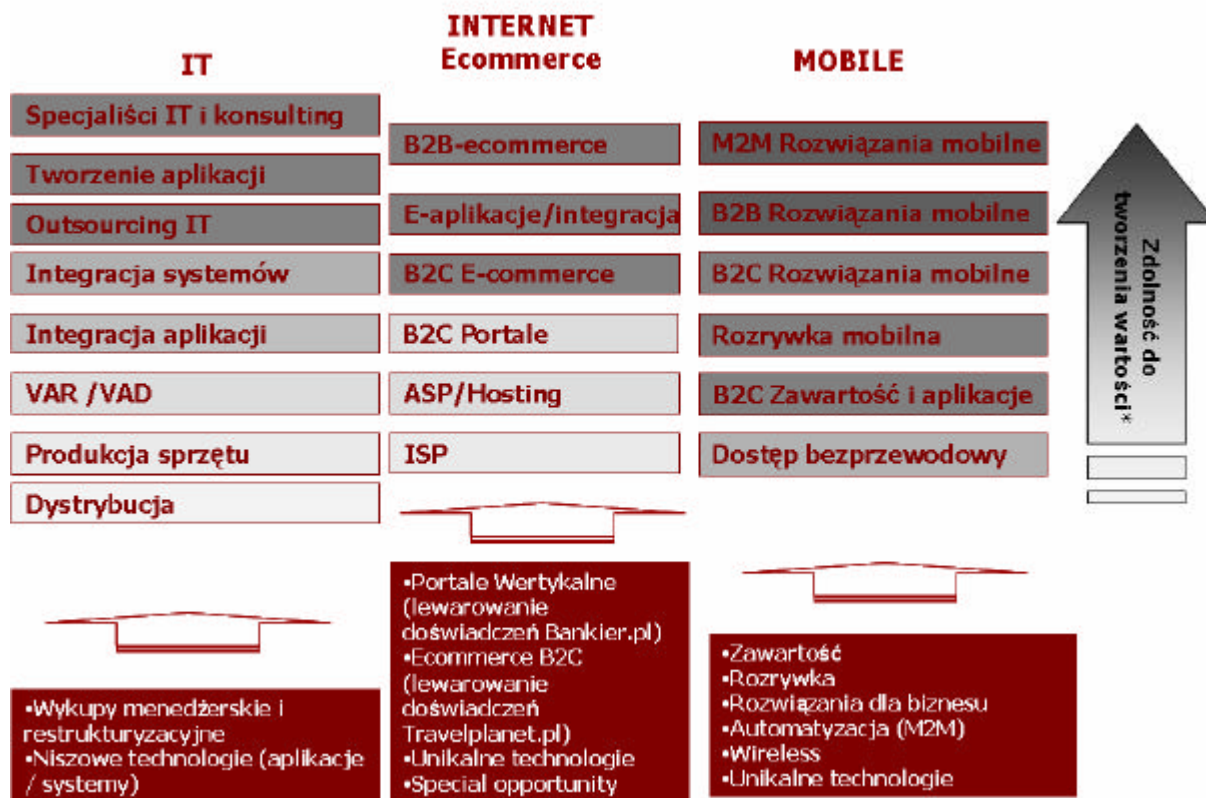 IT
Specjaliści IT i konsulting
Tworzenie aplikacji
Outsourcing IT
Integracja systemów
Integracja aplikacji
VAR /VAD
Produkcja sprzętu
Dystrybucja
•Wykupy menedżerskie i
restrukturyzacyjne
•Niszowe technologie (aplikacje
/ systemy)
INTERNET
Ecommerce
B2B-ecommerce
E-aplikacje/integracja
B2C E-commerce
B2C Portale
ASP/Hosting
ISP
•Portale Wertykalne
(lewarowanie
doświadczeń Bankier.pl)
•Ecommerce B2C
(lewarowanie
doświadczeń
Travelplanet.pl)
•Unikalne technologie
•Special opportunity
MOBILE
M2M Rozwiązania mobilne
B2B Rozwiązania mobilne
B2C Rozwiązania mobilne
Rozrywka mobilna
B2C Zawartość i aplikacje
Dostęp bezprzewodowy
•Zawartość
•Rozrywka
•Rozwiązania dla biznesu
•Automatyzacja (M2M)
•Wireless
•Unikalne technologie
Zdolność do
tworzenia wartości*